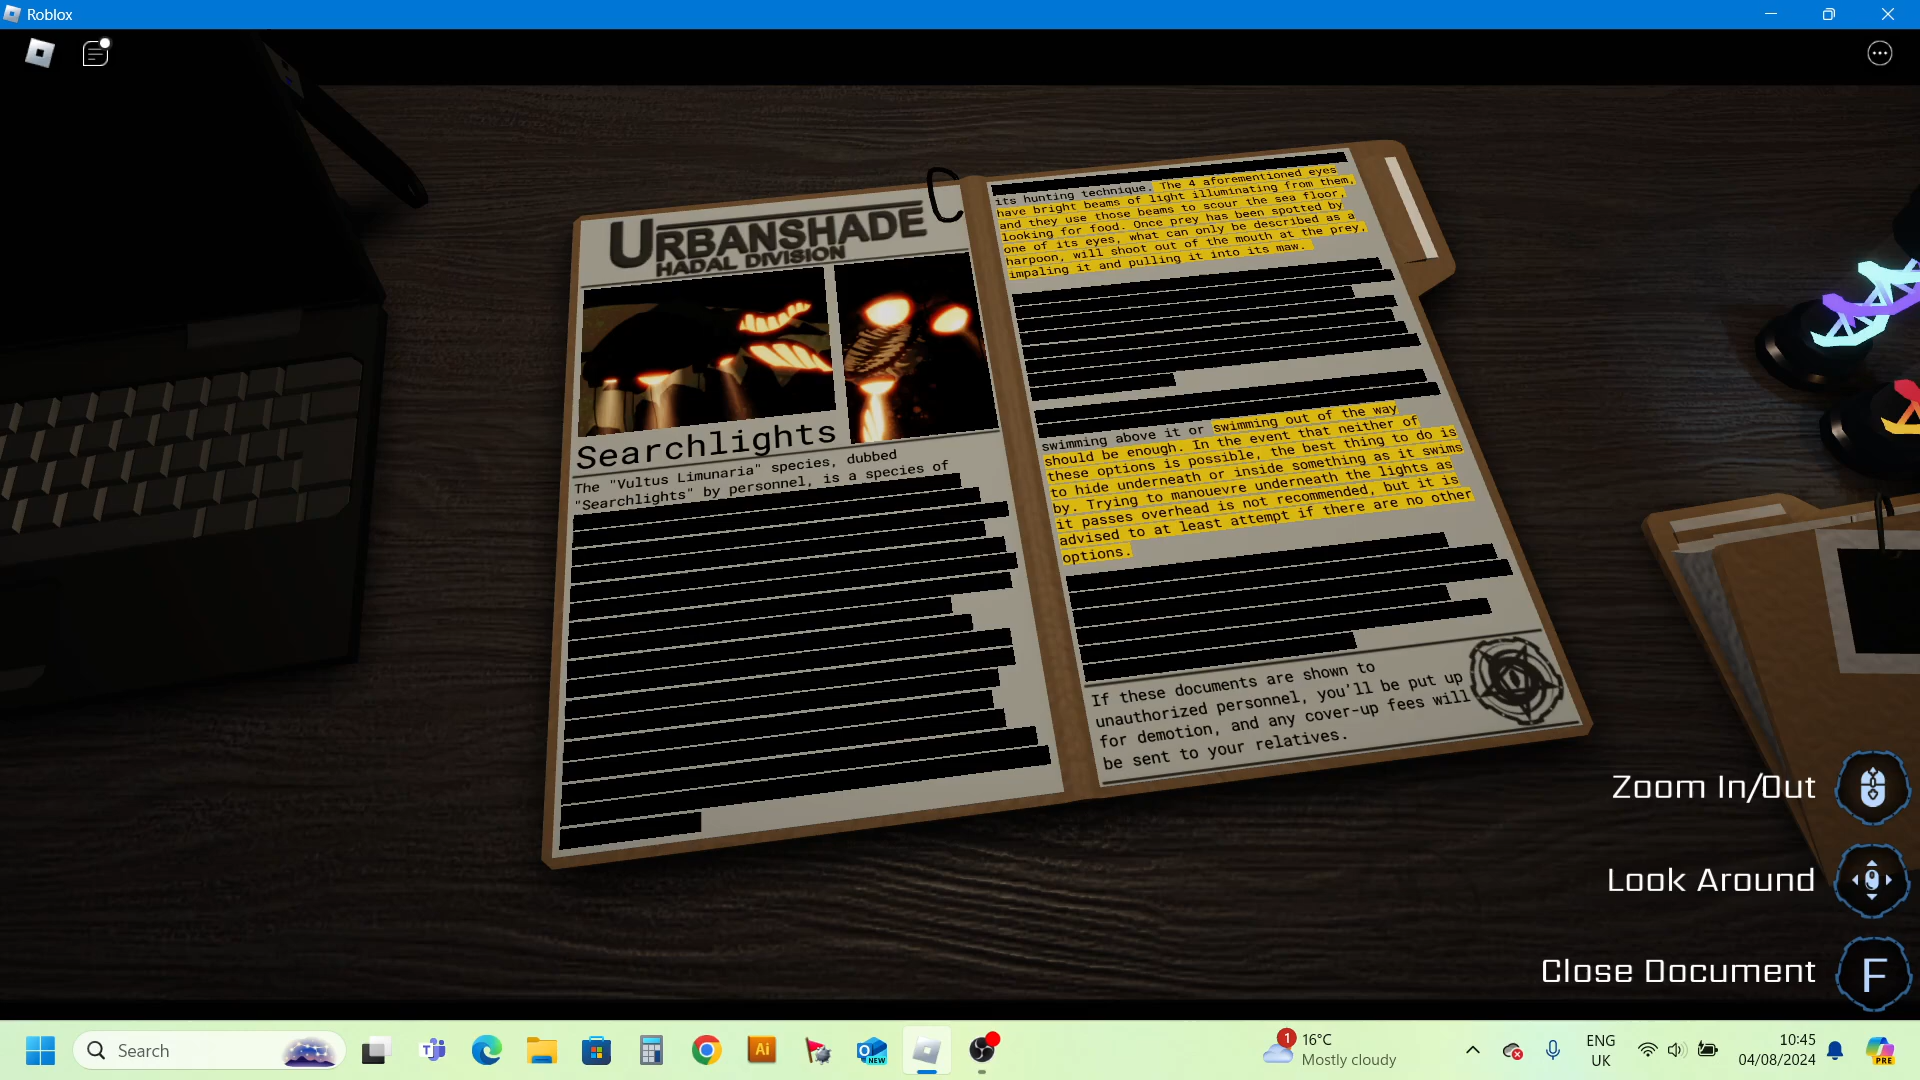 Roblox
URBANSHADE
HADAL DIVISION
Searchlights
The "Vultus Limunaria" species, dubbed
"Searchlights" by personnel, is a species of
its hunting technique. The 4 aforementioned eyes
have bright beams of light illuminating from them,
and they use those beams to scour the sea floor,
looking for food. Once prey has been spotted by
one of its eyes, what can only be described as a
harpoon, will shoot out of the mouth at the prey,
impaling it and pulling it into its maw.
swimming above it or swimming out of the way
should be enough. In the event that neither of
these options is possible, the best thing to do is
to hide underneath or inside something as it swims
by. Trying to manouevre underneath the lights as
it passes overhead is not recommended, but it is
advised to at least attempt if there are no other
options.
If these documents are shown to
unauthorized personnel, you'll be put up
for demotion, and any cover-up fees will
be sent to your relatives.
Zoom In/Out
Look Around
Close Document
F
Search
Ai
NEW
1
16°C
Mostly cloudy
ENG
UK
10:45
04/08/2024
PRE